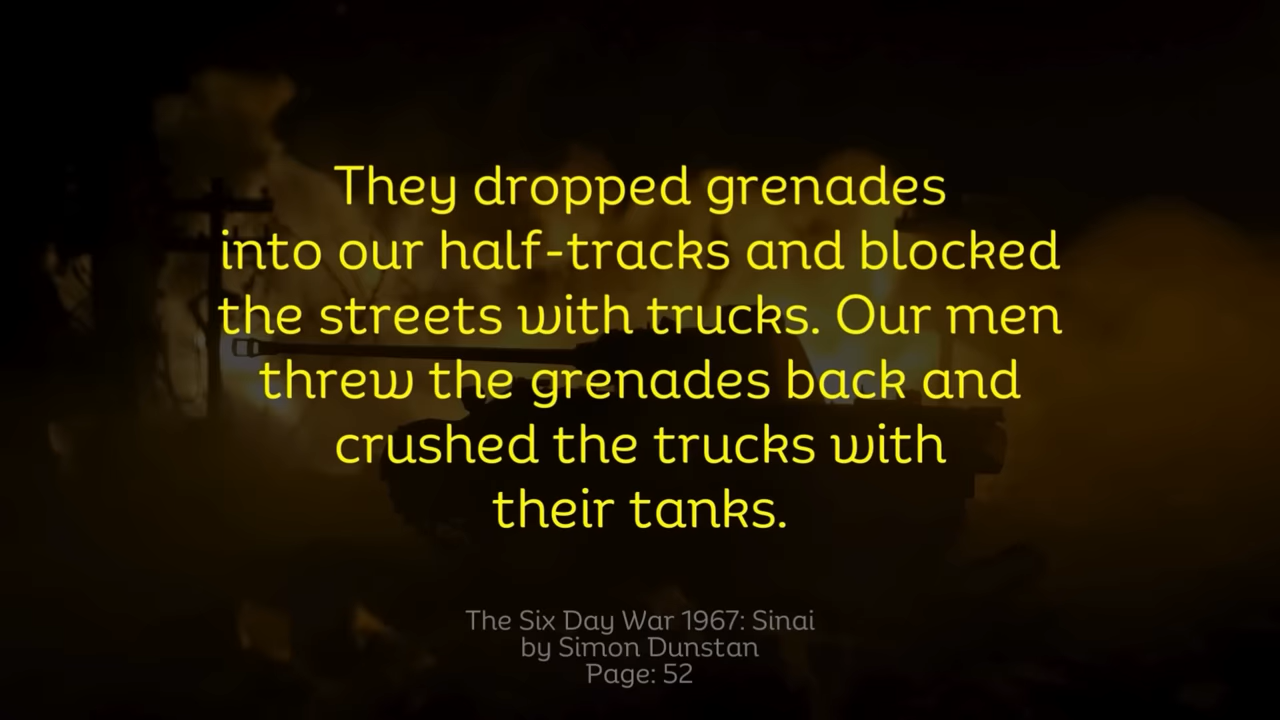 They dropped grenades
into our half-tracks and blocked
the streets with trucks. Our men
threw the grenades back and
crushed the trucks with
their tanks.
The Six Day War 1967: Sinai
by Simon Dunstan
Page: 52